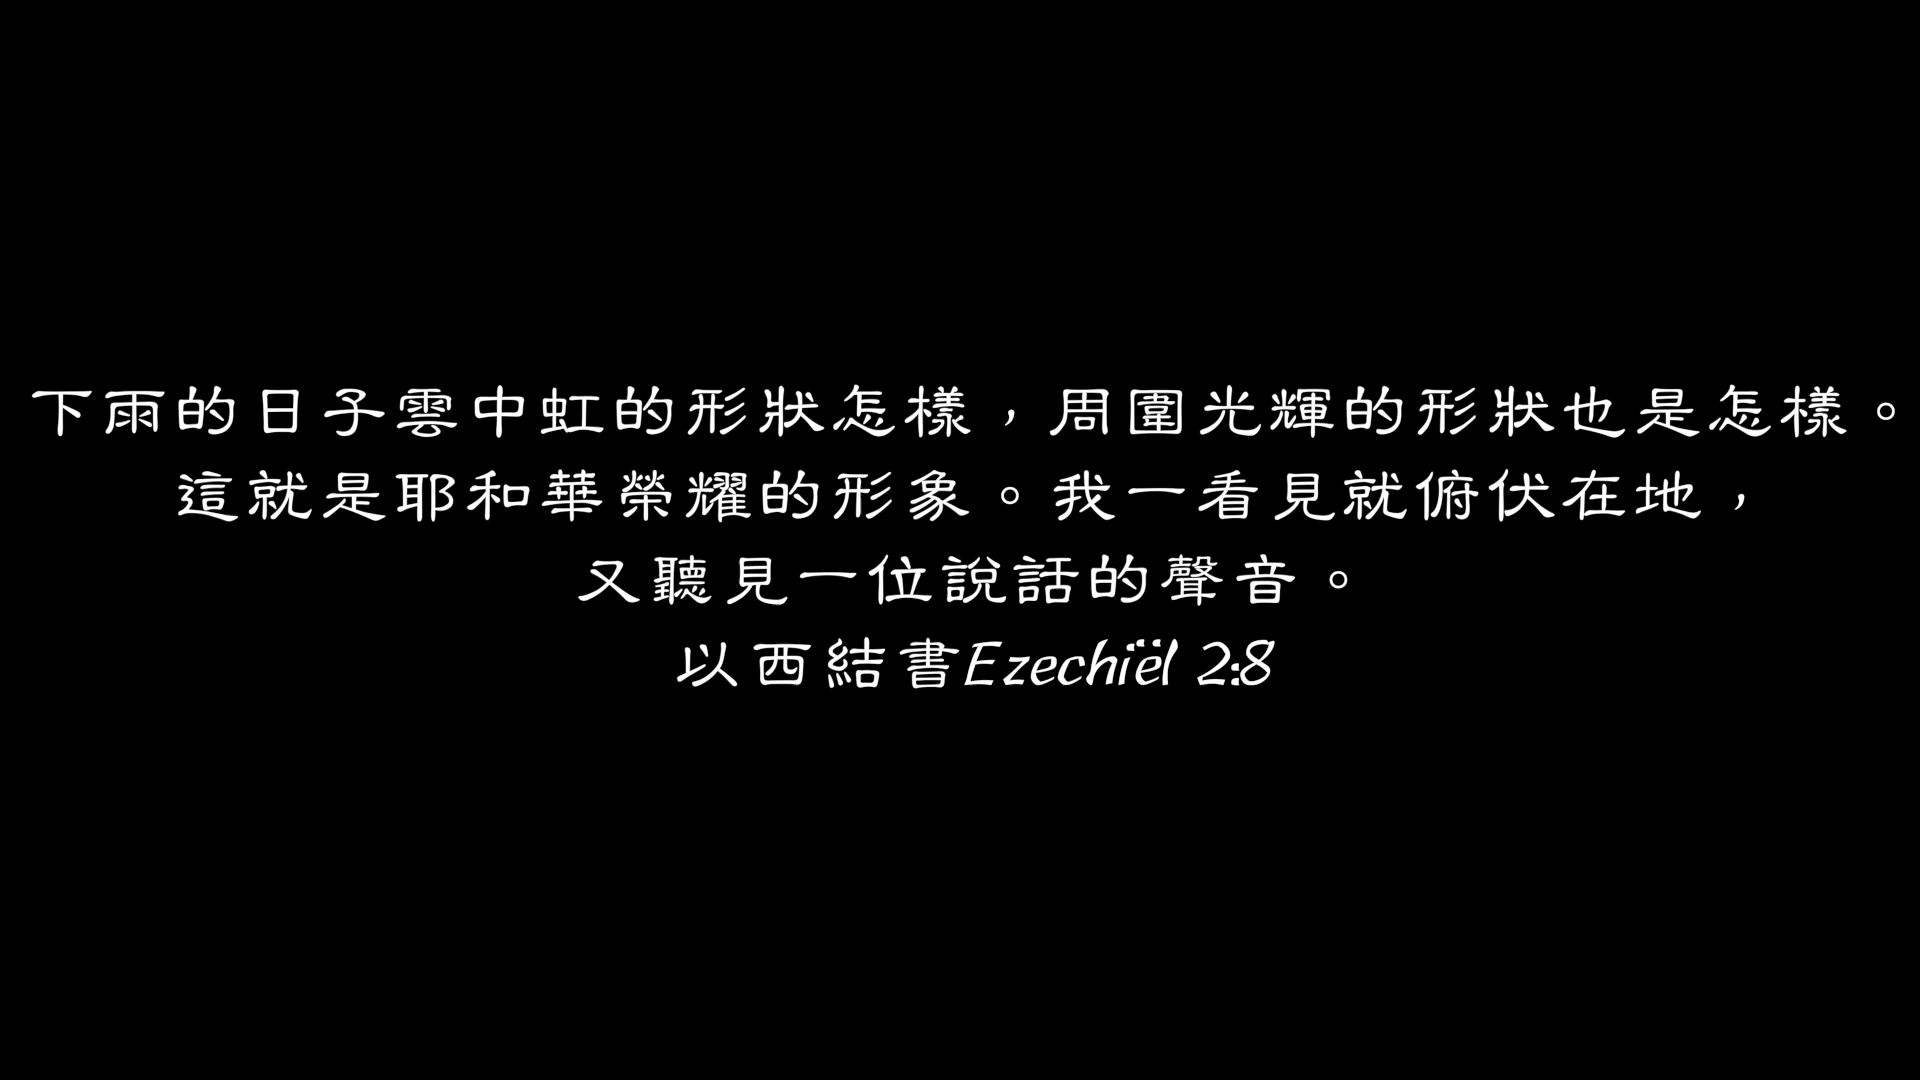 下雨的日子雲中虹的形狀怎樣，周圍光輝的形狀也是怎樣。
這就是耶和華榮耀的形象。我一看見就俯伏在地，
又聽見一位說話的聲音。
以西結書Ezechiël 2:8